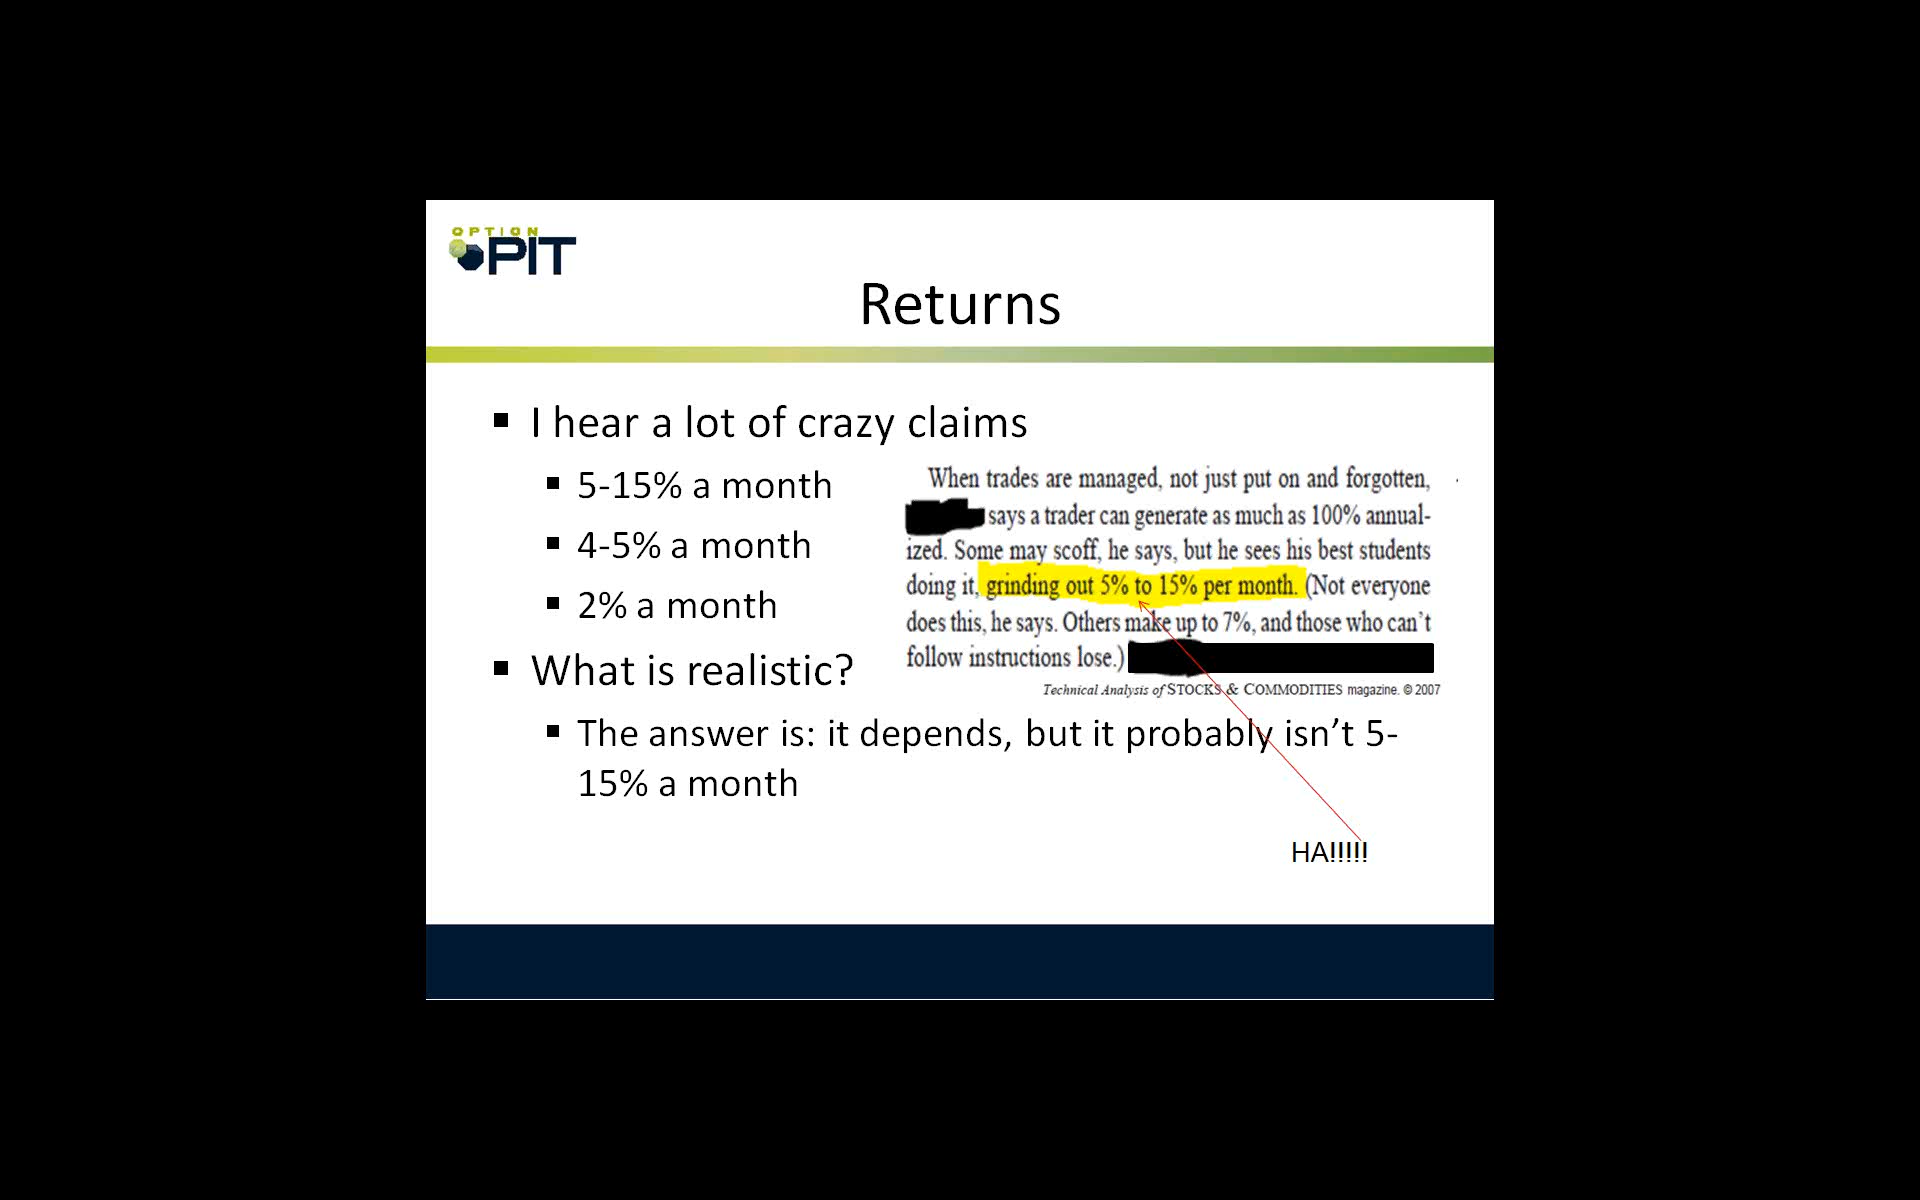 OPTION
PIT
Returns
I hear a lot of crazy claims
5-15% a month
4-5% a month
2% a month
What is realistic?
The answer is: it depends, but it probably isn't 5-
15% a month
When trades are managed, not just put on and forgotten,
says a trader can generate as much as 100% annual-
ized. Some may scoff, he says, but he sees his best students
doing it, grinding out 5% to 15% per month. (Not everyone
does this, he says. Others make up to 7%, and those who can't
follow instructions lose.)
Technical Analysis of STOCKS & COMMODITIES magazine. © 2007
HA!!!!!